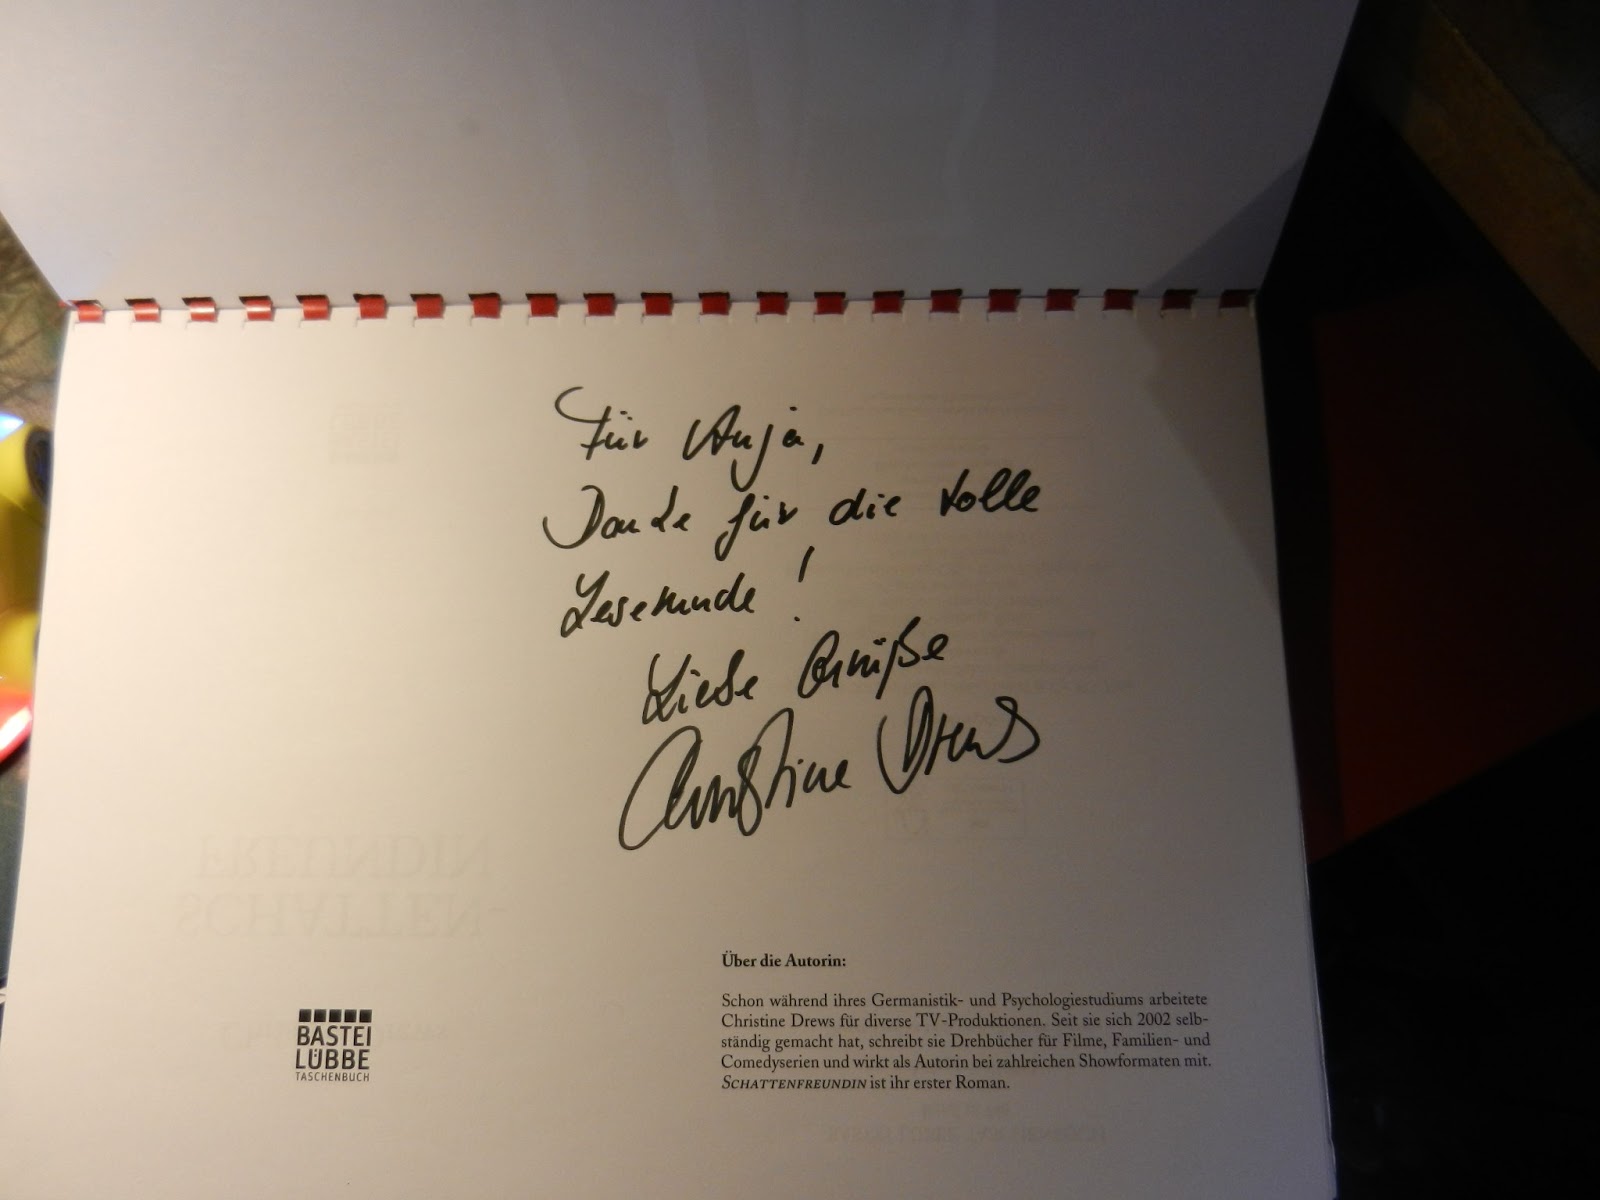 Für Anja,
Danke für die tolle
Leserunde!
Liebe Grüße
Christine Drews
Über die Autorin:
Schon während ihres Germanistik- und Psychologiestudiums arbeitete
Christine Drews für diverse TV-Produktionen. Seit sie sich 2002 selb-
ständig gemacht hat, schreibt sie Drehbücher für Filme, Familien- und
Comedyserien und wirkt als Autorin bei zahlreichen Showformaten mit.
SCHATTENFREUNDIN ist ihr erster Roman.
BASTEI
LÜBBE
TASCHENBUCH
SCHATTEN-
FREUNDIN